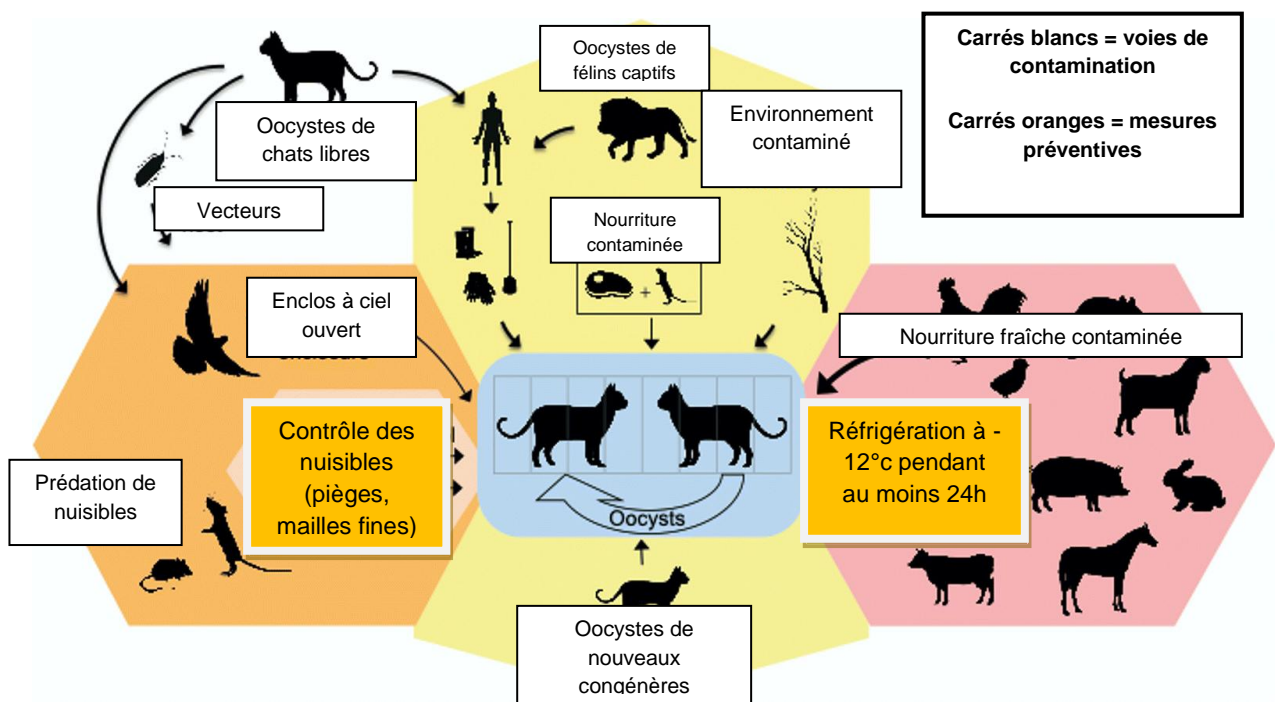 Oocystes de
félins captifs
Carrés blancs = voies de
contamination
Carrés oranges = mesures
préventives
Environnement
contaminé
Oocystes de
chats libres
Vecteurs
Nourriture
contaminée
+
Enclos à ciel
ouvert
Nourriture fraîche contaminée
Contrôle des
nuisibles
(pièges,
mailles fines)
Réfrigération à -
12°c pendant
au moins 24h
Prédation de
nuisibles
Oocysts
Oocystes de
nouveaux
congénères